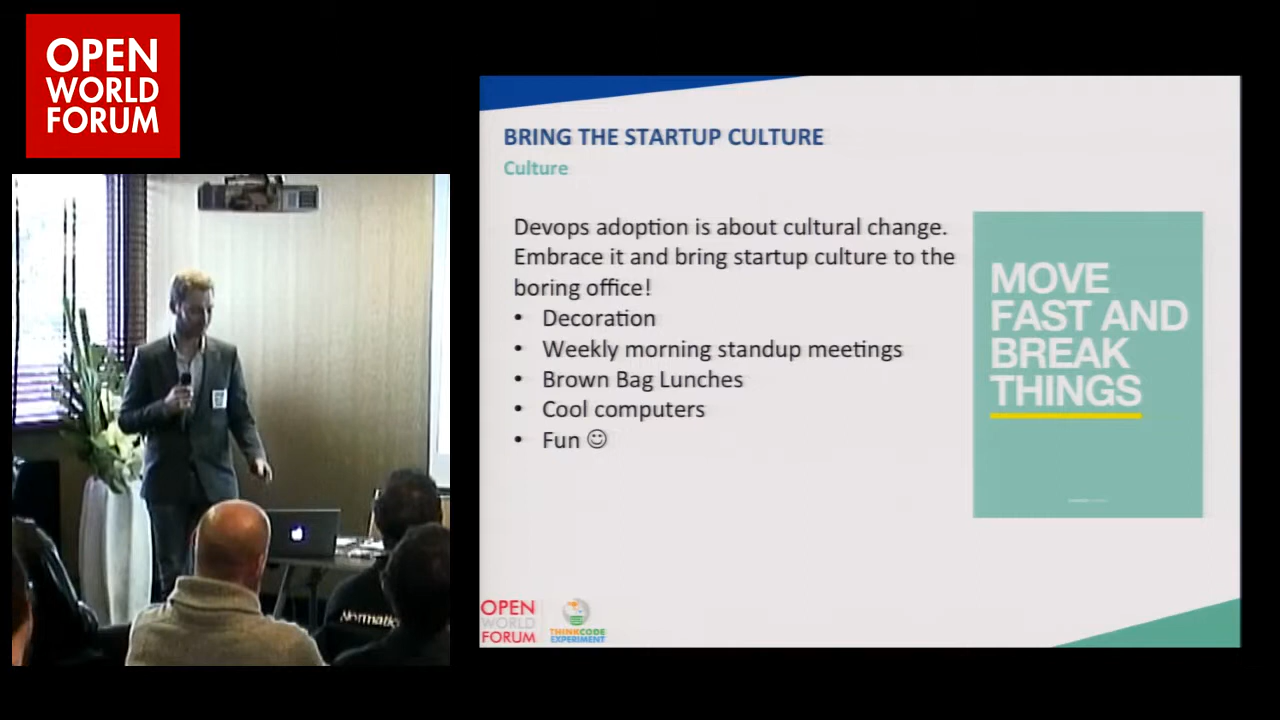 OPEN
WORLD
FORUM
BRING THE STARTUP CULTURE
Culture
Devops adoption is about cultural change.
Embrace it and bring startup culture to the
boring office!
• Decoration
• Weekly morning standup meetings
• Brown Bag Lunches
• Cool computers
• Fun ☺
MOVE
FAST AND
BREAK
THINGS
OPEN
WORLD
FORUM
THINKCODE
EXPERIMENT